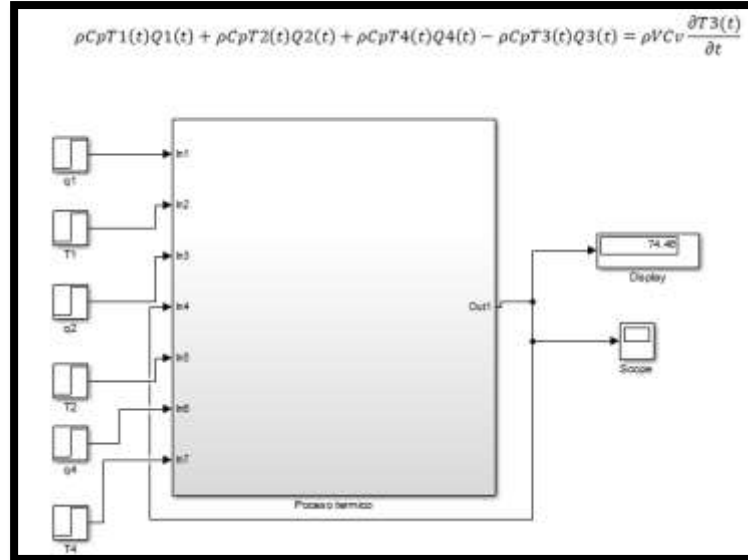 ρCpT1(t)Q1(t) + ρCpT2(t)Q2(t) + ρCpT4(t)Q4(t) − ρCpT3(t)Q3(t) = ρVCv ∂T3(t)/∂t
q1
In1
In2
T1
In3
q2
In4
Out1
74.46
Display
In5
T2
Scope
In6
q4
In7
T4
Poceso termico